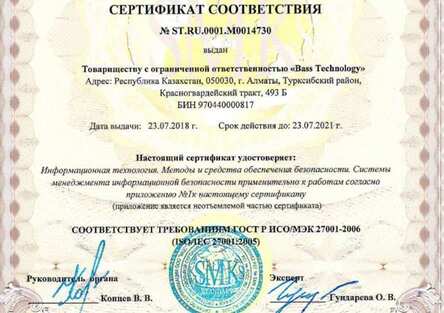 СЕРТИФИКАТ СООТВЕТСТВИЯ
№ ST.RU.0001.M0014730
выдан
Товариществу с ограниченной ответственностью «Bass Technology»
Адрес: Республика Казахстан, 050030, г. Алматы, Турксибский район,
Красногвардейский тракт, 493 Б
БИН 970440000817
Дата выдачи: 23.07.2018 г. Срок действия до: 23.07.2021 г.
Настоящий сертификат удостоверяет:
Информационная технология. Методы и средства обеспечения безопасности. Системы
менеджмента информационной безопасности применительно к работам согласно
приложению №1к настоящему сертификату
(приложение является неотъемлемой частью сертификата)
СООТВЕТСТВУЕТ ТРЕБОВАНИЯМ ГОСТ Р ИСО/МЭК 27001-2006
(ISO/IEC 27001:2005)
Руководитель органа Эксперт
SMK
Концев В. В. Гундарева О. В.